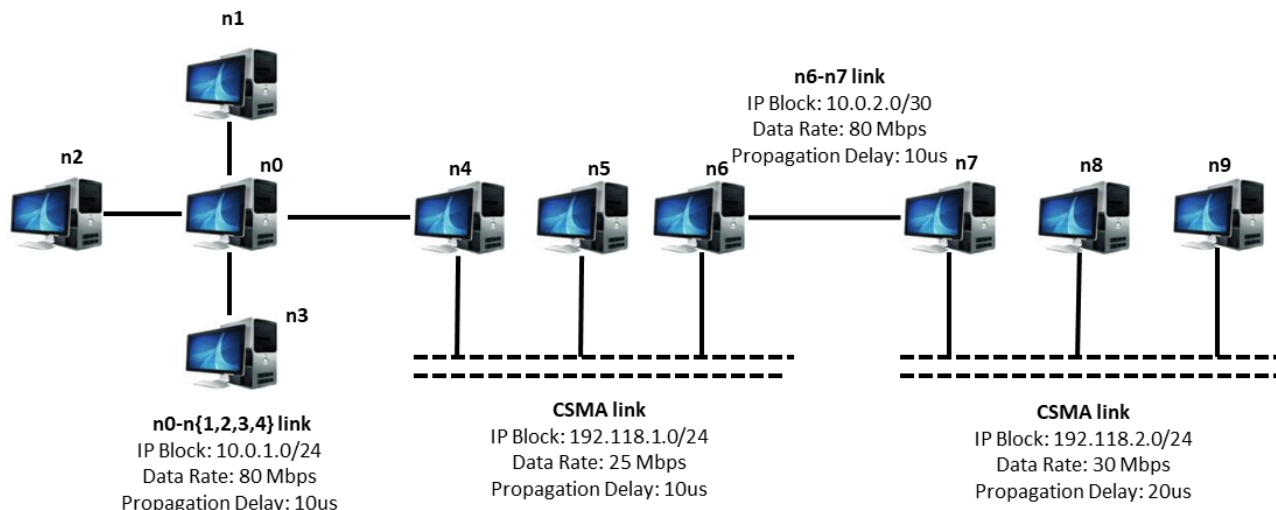 n1
n6-n7 link
IP Block: 10.0.2.0/30
Data Rate: 80 Mbps
Propagation Delay: 10us
n2
n0
n4
n5
n6
n7
n8
n9
n3
n0-n{1,2,3,4} link
IP Block: 10.0.1.0/24
Data Rate: 80 Mbps
Propagation Delay: 10us
CSMA link
IP Block: 192.118.1.0/24
Data Rate: 25 Mbps
Propagation Delay: 10us
CSMA link
IP Block: 192.118.2.0/24
Data Rate: 30 Mbps
Propagation Delay: 20us